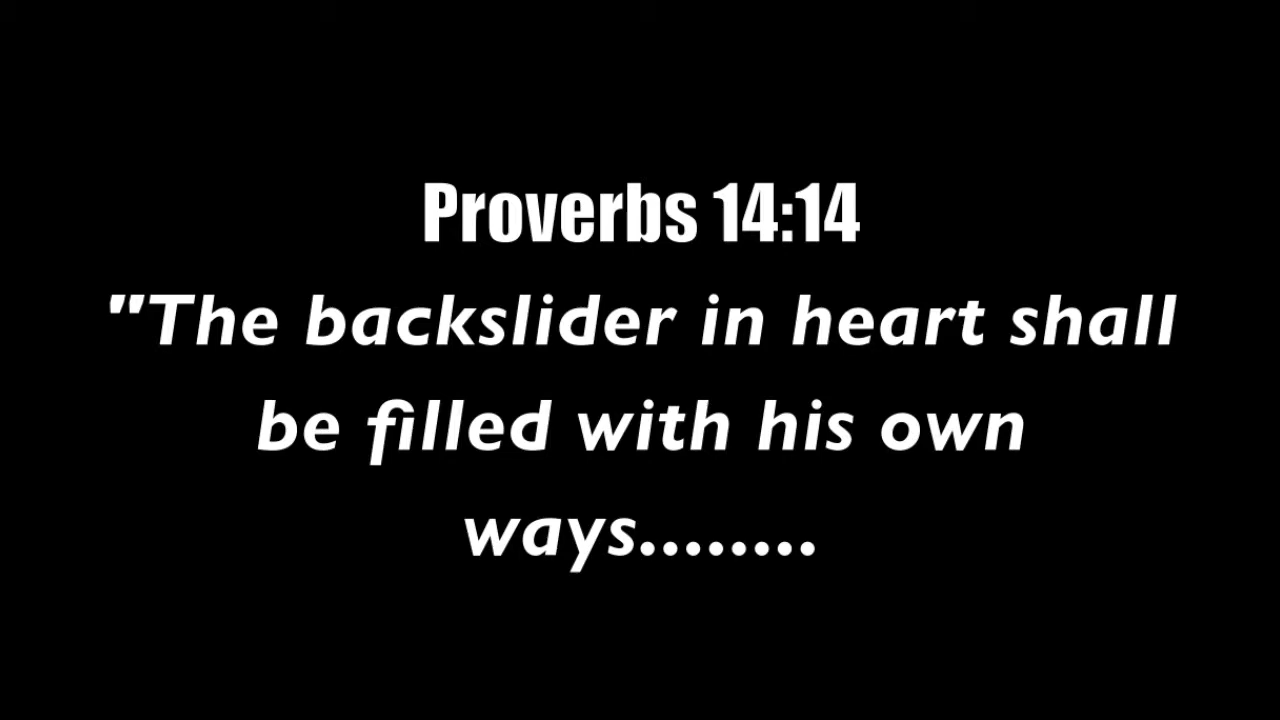 Proverbs 14:14
"The backslider in heart shall
be filled with his own
ways........